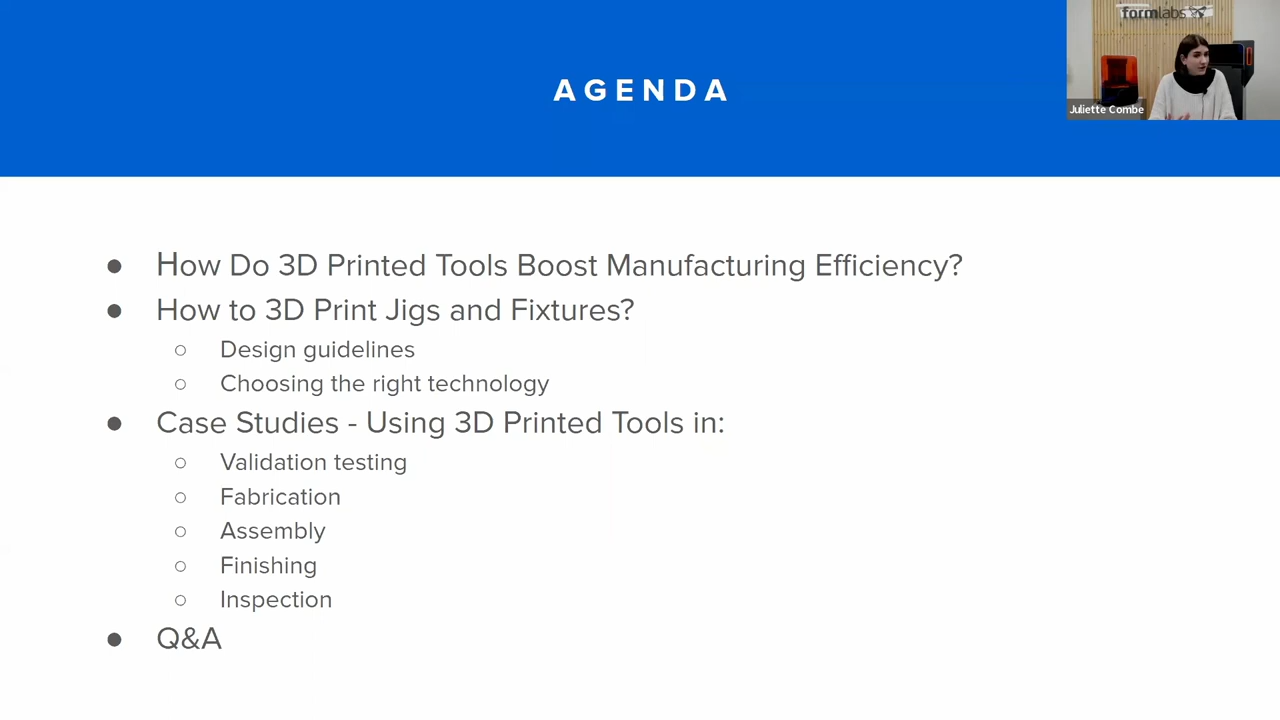 AGENDA
formlabs
Juliette Combe
● How Do 3D Printed Tools Boost Manufacturing Efficiency?
● How to 3D Print Jigs and Fixtures?
○ Design guidelines
○ Choosing the right technology
● Case Studies - Using 3D Printed Tools in:
○ Validation testing
○ Fabrication
○ Assembly
○ Finishing
○ Inspection
● Q&A